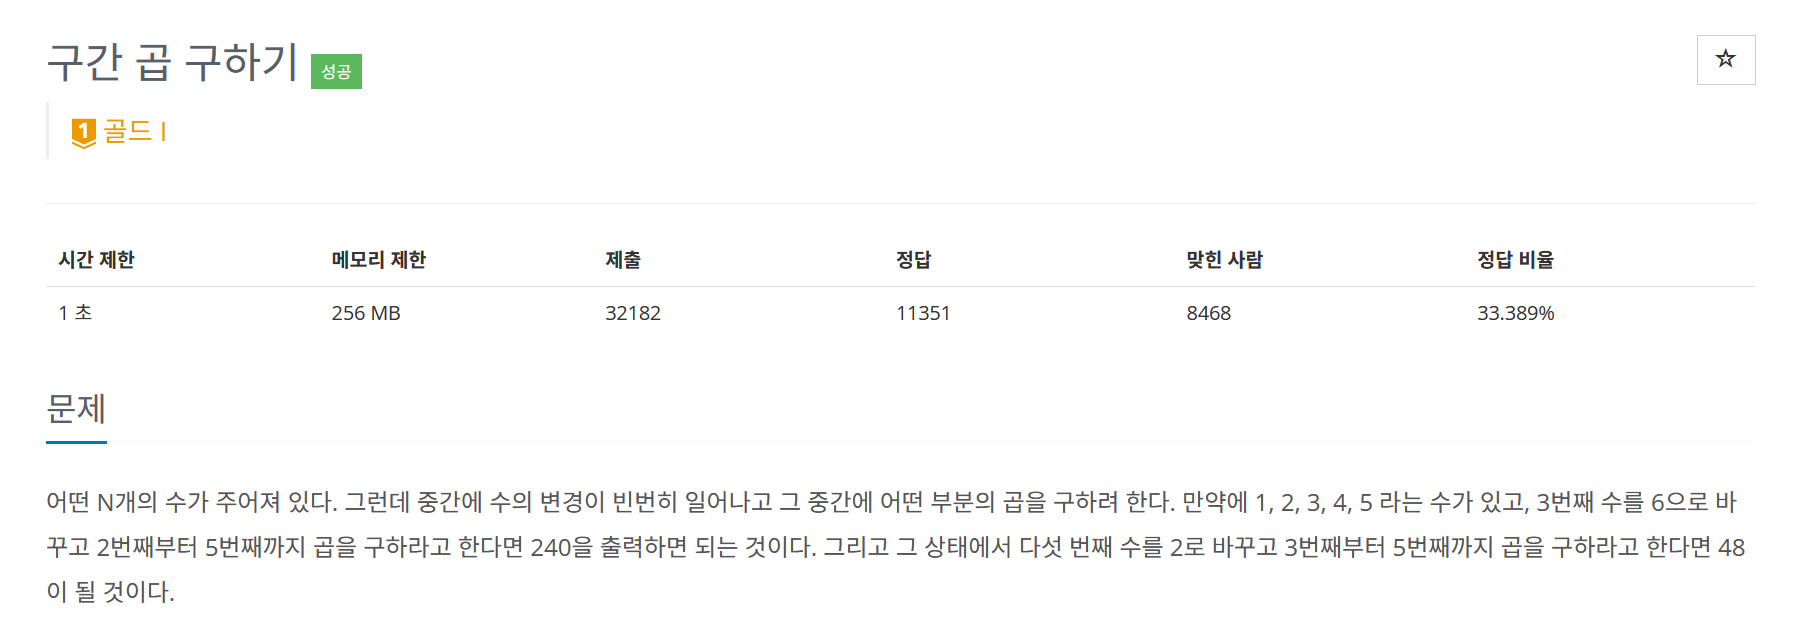 구간 곱 구하기 성공
1 골드 I
시간 제한 메모리 제한 제출 정답 맞힌 사람 정답 비율
1 초 256 MB 32182 11351 8468 33.389%
문제
어떤 N개의 수가 주어져 있다. 그런데 중간에 수의 변경이 빈번히 일어나고 그 중간에 어떤 부분의 곱을 구하려 한다. 만약에 1, 2, 3, 4, 5 라는 수가 있고, 3번째 수를 6으로 바
꾸고 2번째부터 5번째까지 곱을 구하라고 한다면 240을 출력하면 되는 것이다. 그리고 그 상태에서 다섯 번째 수를 2로 바꾸고 3번째부터 5번째까지 곱을 구하라고 한다면 48
이 될 것이다.